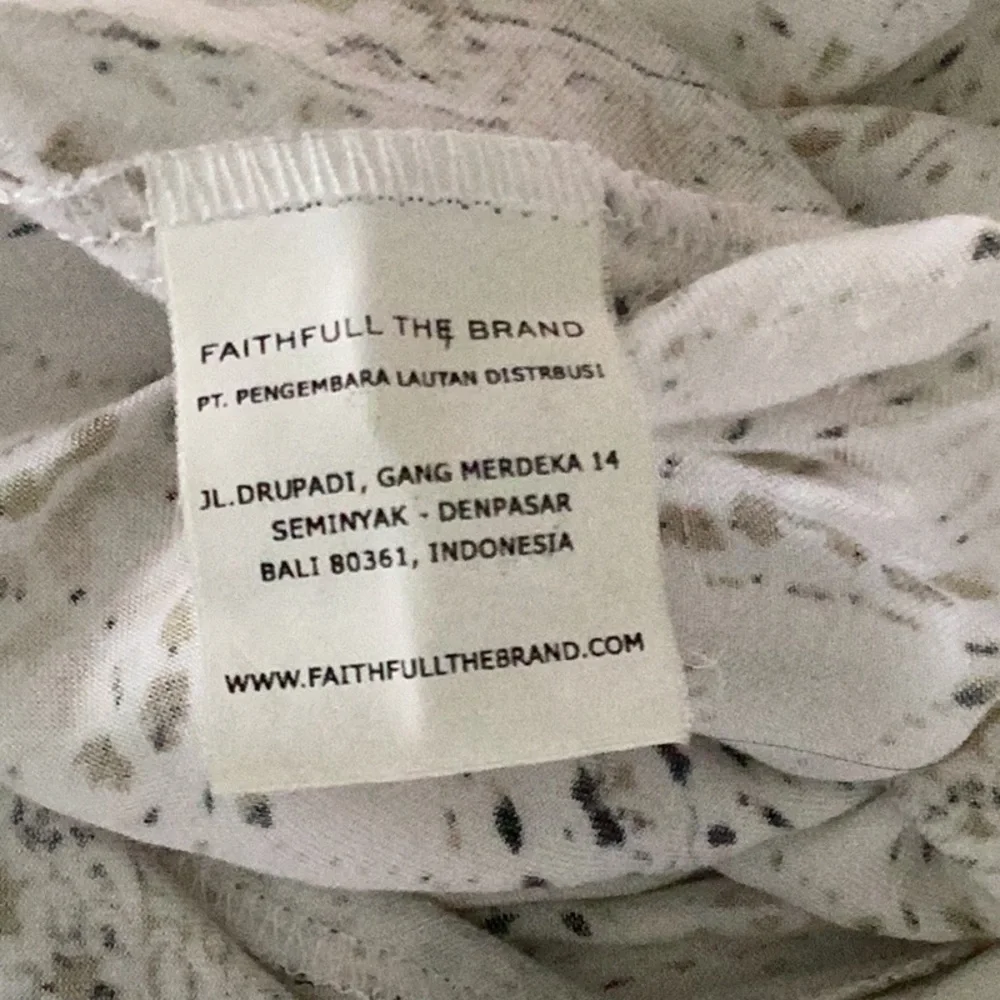 FAITHFULL THE BRAND
PT. PENGEMBARA LAUTAN DISTRBUSI
JL.DRUPADI, GANG MERDEKA 14
SEMINYAK - DENPASAR
BALI 80361, INDONESIA
WWW.FAITHFULLTHEBRAND.COM